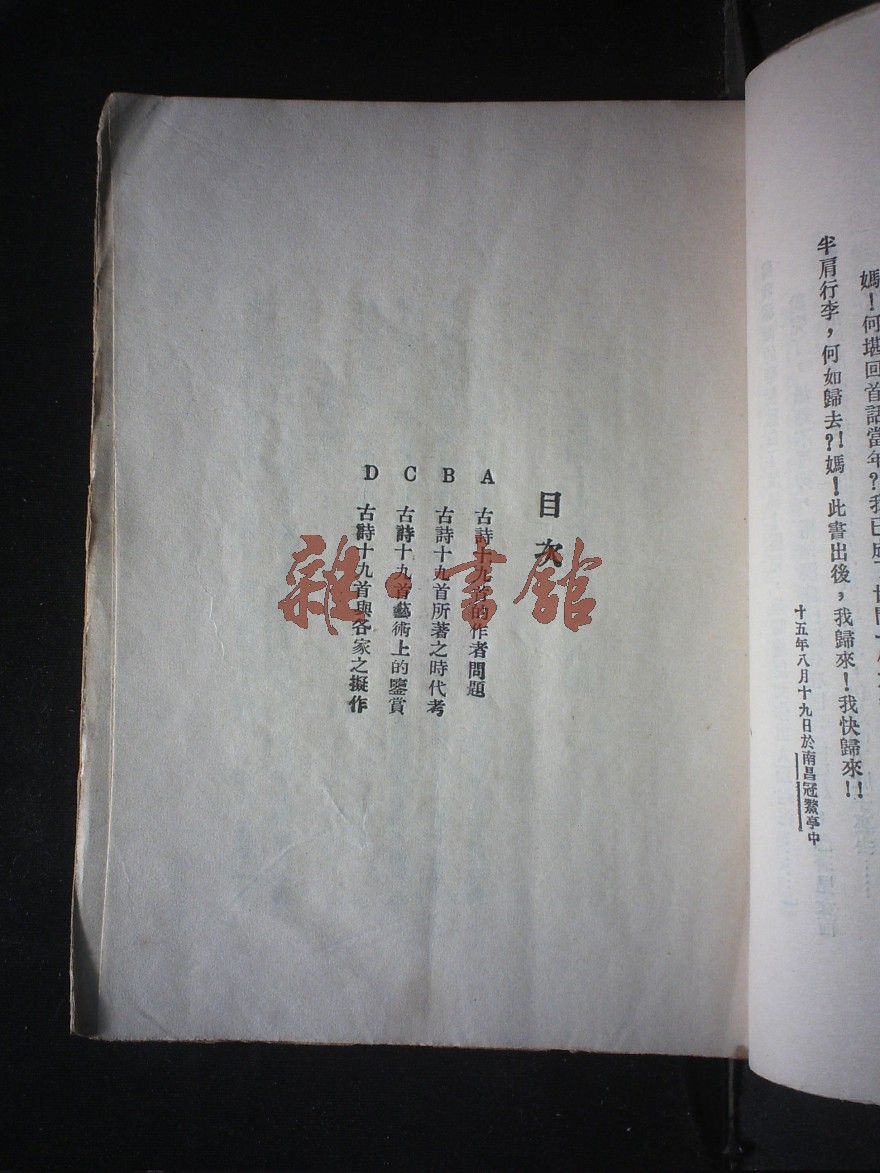 媽！何堪回首話當年？我已
半肩行李，何如歸去？！媽！此書出後，我歸來！我快歸來！！
十五年八月十九日於南昌冠鰲亭中
目次
A 古詩十九首的作者問題
B 古詩十九首所著之時代考
C 古詩十九首藝術上的鑒賞
D 古詩十九首與各家之擬作
雜·書館